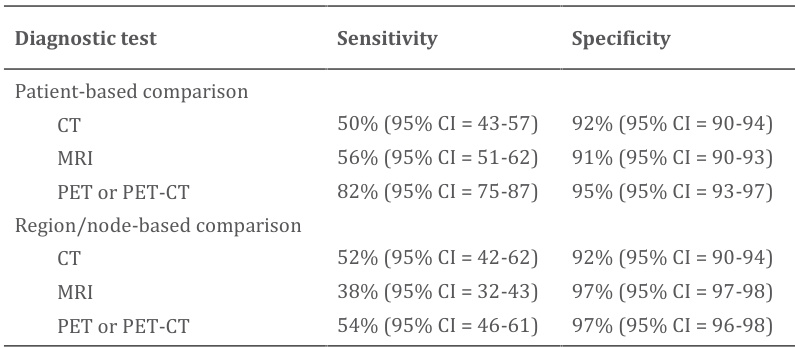 Diagnostic test Sensitivity Specificity
Patient-based comparison
CT 50% (95% CI = 43-57) 92% (95% CI = 90-94)
MRI 56% (95% CI = 51-62) 91% (95% CI = 90-93)
PET or PET-CT 82% (95% CI = 75-87) 95% (95% CI = 93-97)
Region/node-based comparison
CT 52% (95% CI = 42-62) 92% (95% CI = 90-94)
MRI 38% (95% CI = 32-43) 97% (95% CI = 97-98)
PET or PET-CT 54% (95% CI = 46-61) 97% (95% CI = 96-98)